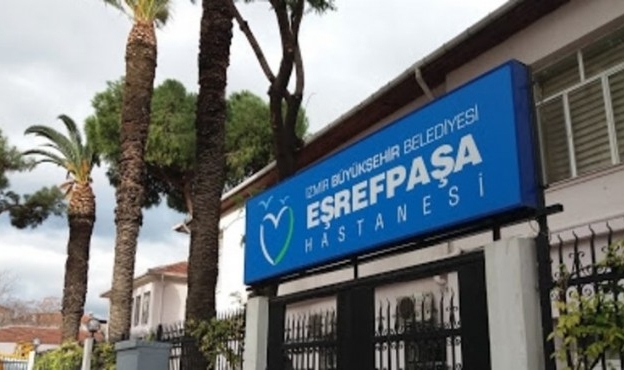 İZMİR BÜYÜKŞEHİR BELEDİYESİ
EŞREFPAŞA
HASTANESİ